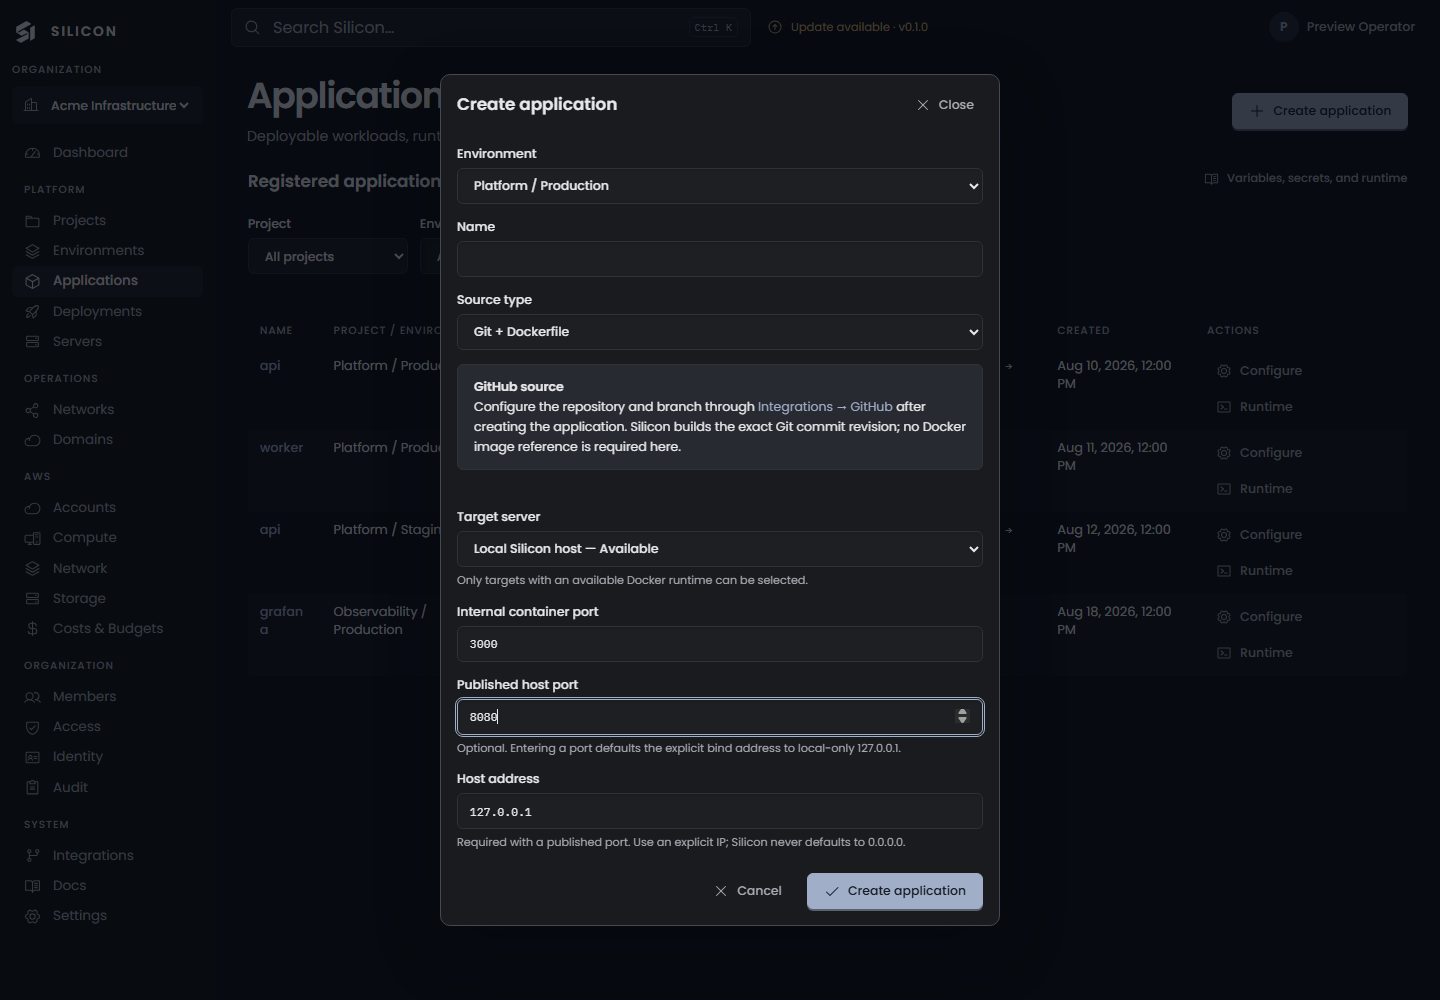 SILICON
Search Silicon...
Ctrl K
Update available · v0.1.0
P
Preview Operator
ORGANIZATION
Acme Infrastructure
Dashboard
PLATFORM
Projects
Environments
Applications
Deployments
Servers
OPERATIONS
Networks
Domains
AWS
Accounts
Compute
Network
Storage
Costs & Budgets
ORGANIZATION
Members
Access
Identity
Audit
SYSTEM
Integrations
Docs
Settings
Application
Deployable workloads, runt
Create application
Registered application
Variables, secrets, and runtime
Project
Env
All projects
NAME
PROJECT / ENVIRO
CREATED
ACTIONS
api
Platform / Produc
→
Aug 10, 2026, 12:00
PM
Configure
Runtime
worker
Platform / Produc
Aug 11, 2026, 12:00
PM
Configure
Runtime
api
Platform / Stagin
→
Aug 12, 2026, 12:00
PM
Configure
Runtime
grafan
a
Observability /
Production
Aug 18, 2026, 12:00
PM
Configure
Runtime
Create application
Close
Environment
Platform / Production
Name
Source type
Git + Dockerfile
GitHub source
Configure the repository and branch through Integrations → GitHub after
creating the application. Silicon builds the exact Git commit revision; no Docker
image reference is required here.
Target server
Local Silicon host — Available
Only targets with an available Docker runtime can be selected.
Internal container port
3000
Published host port
8080
Optional. Entering a port defaults the explicit bind address to local-only 127.0.0.1.
Host address
127.0.0.1
Required with a published port. Use an explicit IP; Silicon never defaults to 0.0.0.0.
Cancel
Create application